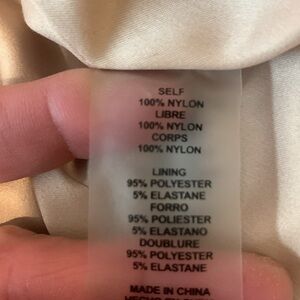 SELF
100% NYLON
LIBRE
100% NYLON
CORPS
100% NYLON
LINING
95% POLYESTER
5% ELASTANE
FORRO
95% POLIESTER
5% ELASTANO
DOUBLURE
95% POLYESTER
5% ELASTANE
MADE IN CHINA